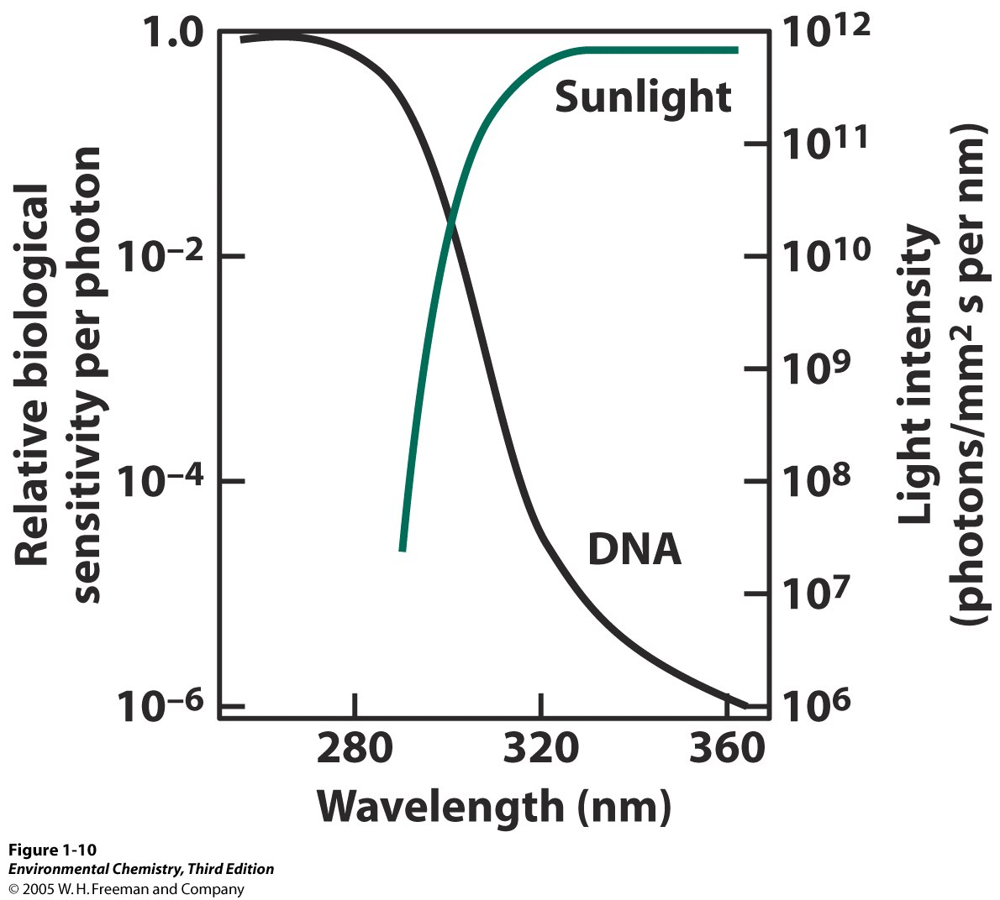 Relative biological
sensitivity per photon
1.0
10–2
10–4
10–6
Sunlight
DNA
1012
1011
1010
109
108
107
106
Light intensity
(photons/mm2 s per nm)
280 320 360
Wavelength (nm)
Figure 1-10
Environmental Chemistry, Third Edition
© 2005 W. H. Freeman and Company